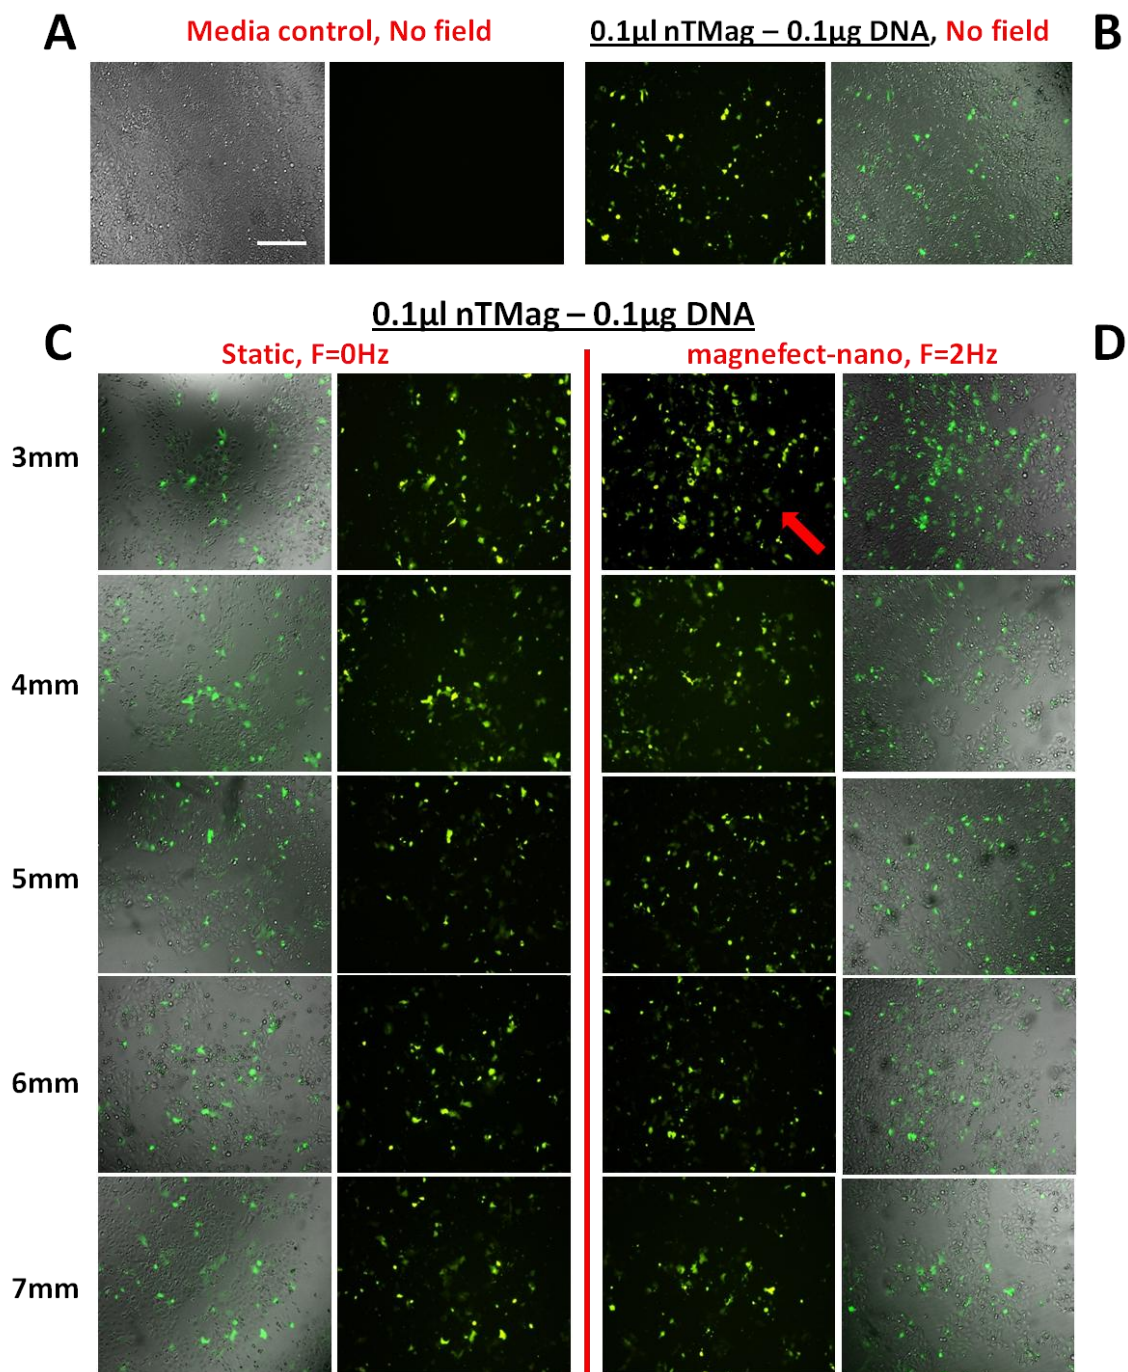 A
Media control, No field
0.1µl nTMag – 0.1µg DNA, No field
B
0.1µl nTMag – 0.1µg DNA
C
Static, F=0Hz
magnefect-nano, F=2Hz
D
3mm
4mm
5mm
6mm
7mm